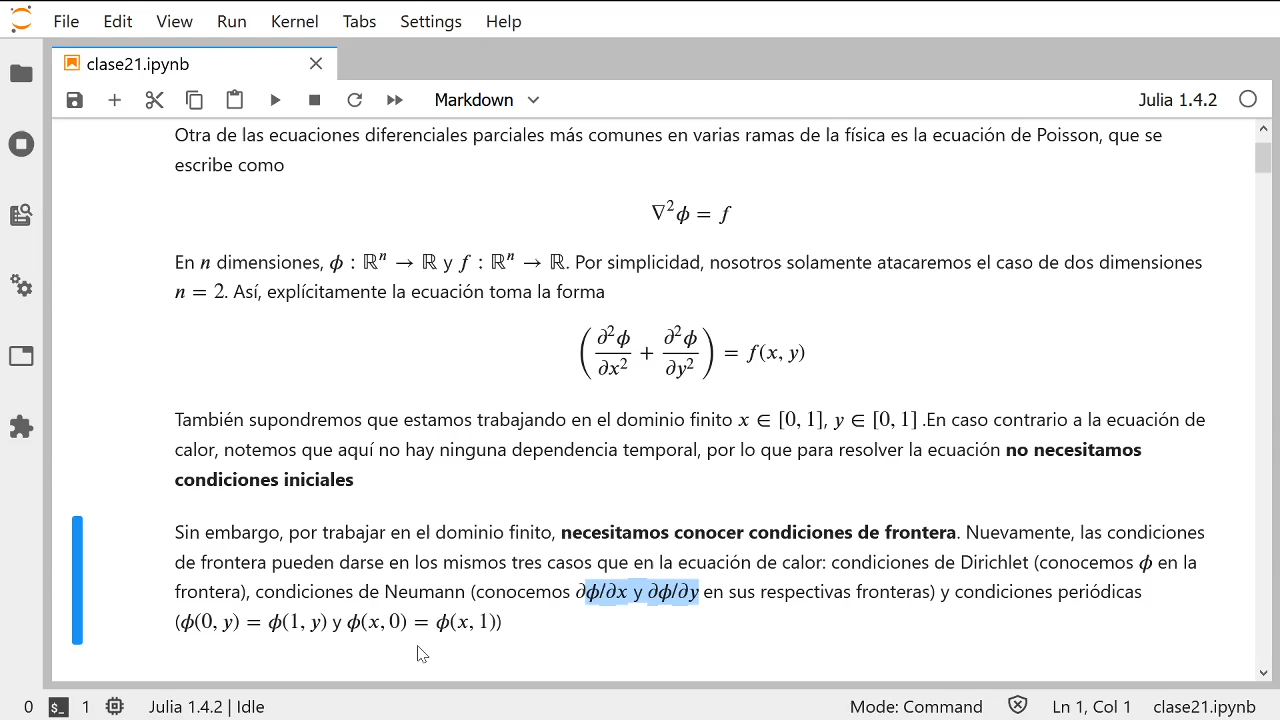 File Edit View Run Kernel Tabs Settings Help
clase21.ipynb
Markdown
Julia 1.4.2
Otra de las ecuaciones diferenciales parciales más comunes en varias ramas de la física es la ecuación de Poisson, que se
escribe como
∇²ϕ = f
En n dimensiones, ϕ : ℝⁿ → ℝ y f : ℝⁿ → ℝ. Por simplicidad, nosotros solamente atacaremos el caso de dos dimensiones
n = 2. Así, explícitamente la ecuación toma la forma
(∂²ϕ/∂x² + ∂²ϕ/∂y²) = f(x, y)
También supondremos que estamos trabajando en el dominio finito x ∈ [0, 1], y ∈ [0, 1] .En caso contrario a la ecuación de
calor, notemos que aquí no hay ninguna dependencia temporal, por lo que para resolver la ecuación no necesitamos
condiciones iniciales
Sin embargo, por trabajar en el dominio finito, necesitamos conocer condiciones de frontera. Nuevamente, las condiciones
de frontera pueden darse en los mismos tres casos que en la ecuación de calor: condiciones de Dirichlet (conocemos ϕ en la
frontera), condiciones de Neumann (conocemos ∂ϕ/∂x y ∂ϕ/∂y en sus respectivas fronteras) y condiciones periódicas
(ϕ(0, y) = ϕ(1, y) y ϕ(x, 0) = ϕ(x, 1))
0 $_ 1 Julia 1.4.2 | Idle Mode: Command Ln 1, Col 1 clase21.ipynb